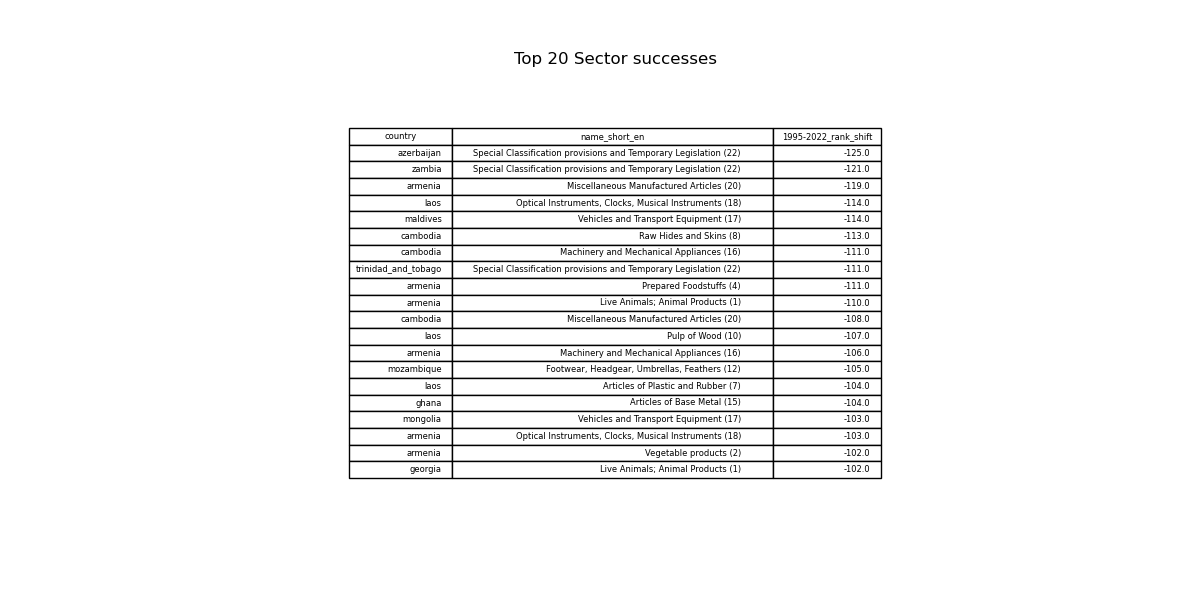 Top 20 Sector successes
country name_short_en 1995-2022_rank_shift
azerbaijan Special Classification provisions and Temporary Legislation (22) -125.0
zambia Special Classification provisions and Temporary Legislation (22) -121.0
armenia Miscellaneous Manufactured Articles (20) -119.0
laos Optical Instruments, Clocks, Musical Instruments (18) -114.0
maldives Vehicles and Transport Equipment (17) -114.0
cambodia Raw Hides and Skins (8) -113.0
cambodia Machinery and Mechanical Appliances (16) -111.0
trinidad_and_tobago Special Classification provisions and Temporary Legislation (22) -111.0
armenia Prepared Foodstuffs (4) -111.0
armenia Live Animals; Animal Products (1) -110.0
cambodia Miscellaneous Manufactured Articles (20) -108.0
laos Pulp of Wood (10) -107.0
armenia Machinery and Mechanical Appliances (16) -106.0
mozambique Footwear, Headgear, Umbrellas, Feathers (12) -105.0
laos Articles of Plastic and Rubber (7) -104.0
ghana Articles of Base Metal (15) -104.0
mongolia Vehicles and Transport Equipment (17) -103.0
armenia Optical Instruments, Clocks, Musical Instruments (18) -103.0
armenia Vegetable products (2) -102.0
georgia Live Animals; Animal Products (1) -102.0